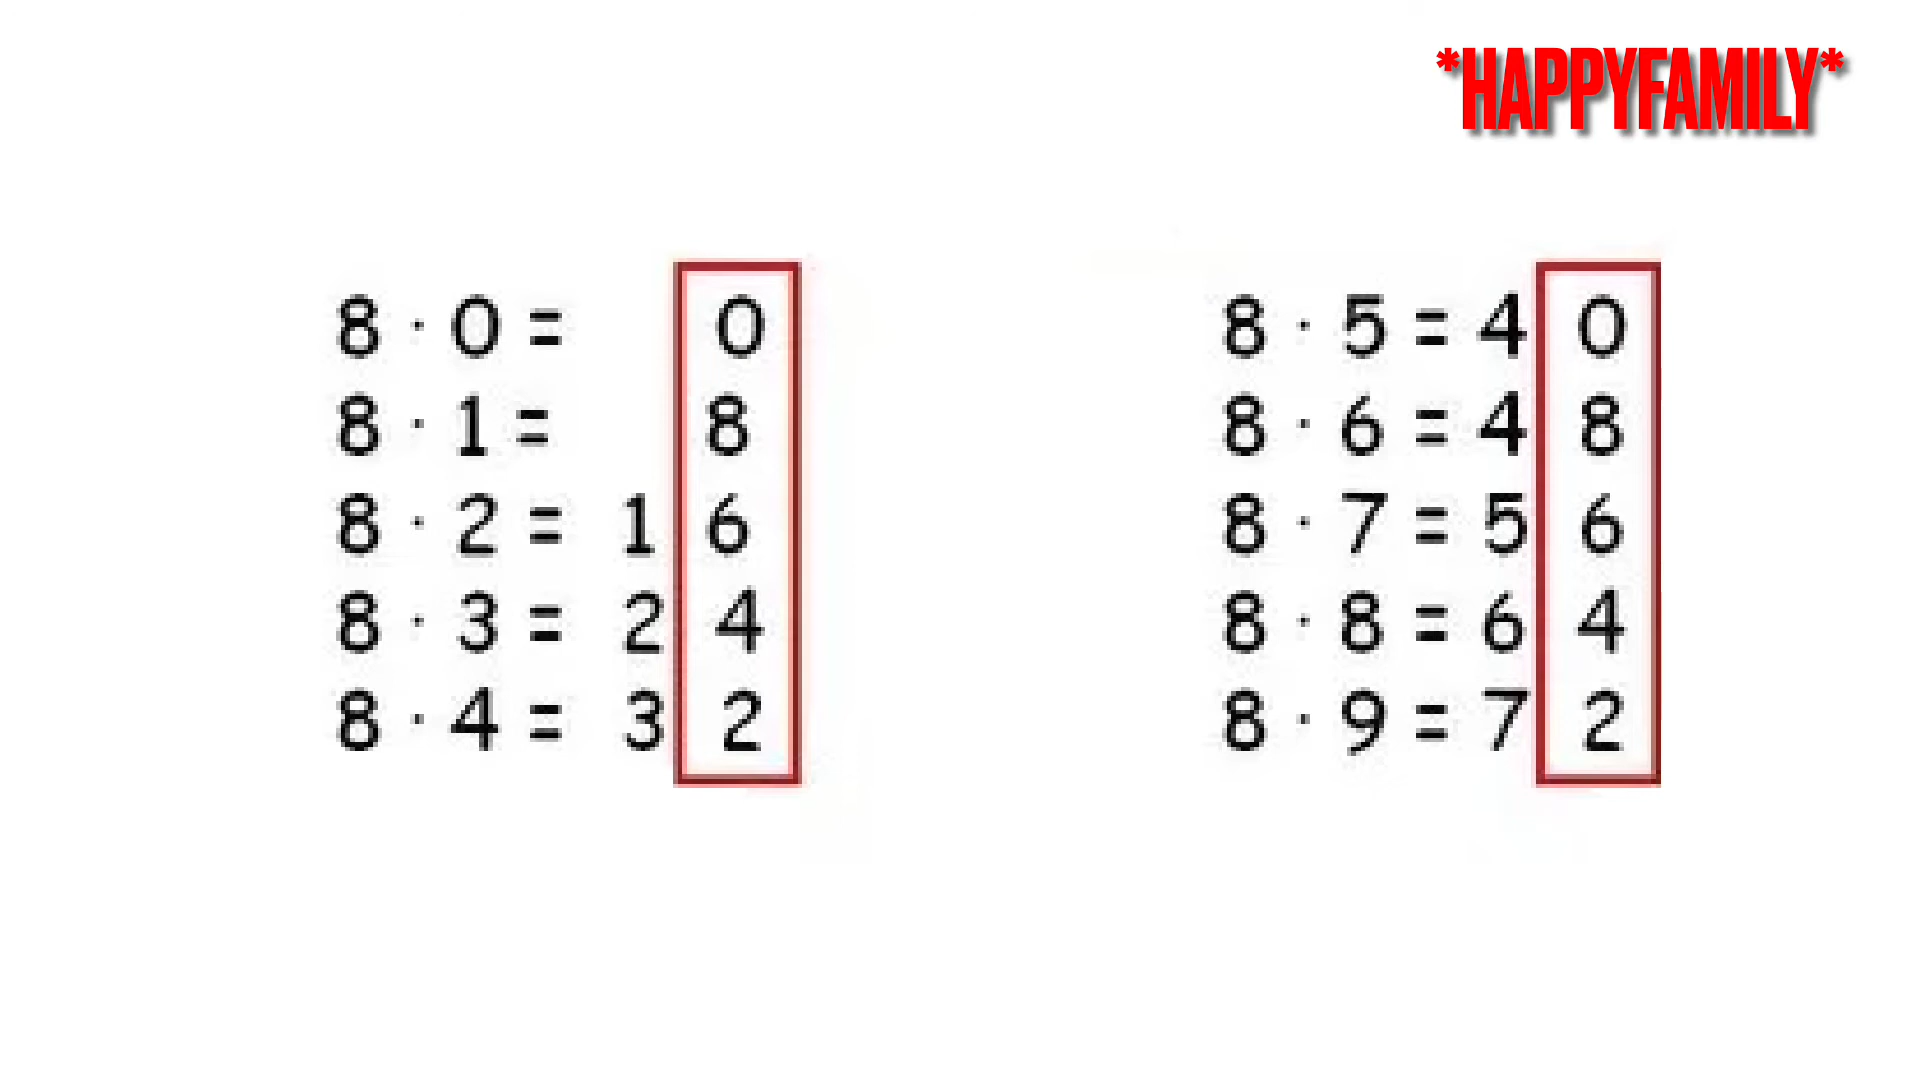 *HAPPYFAMILY*
8 · 0 = 0
8 · 1 = 8
8 · 2 = 16
8 · 3 = 24
8 · 4 = 32
8 · 5 = 40
8 · 6 = 48
8 · 7 = 56
8 · 8 = 64
8 · 9 = 72